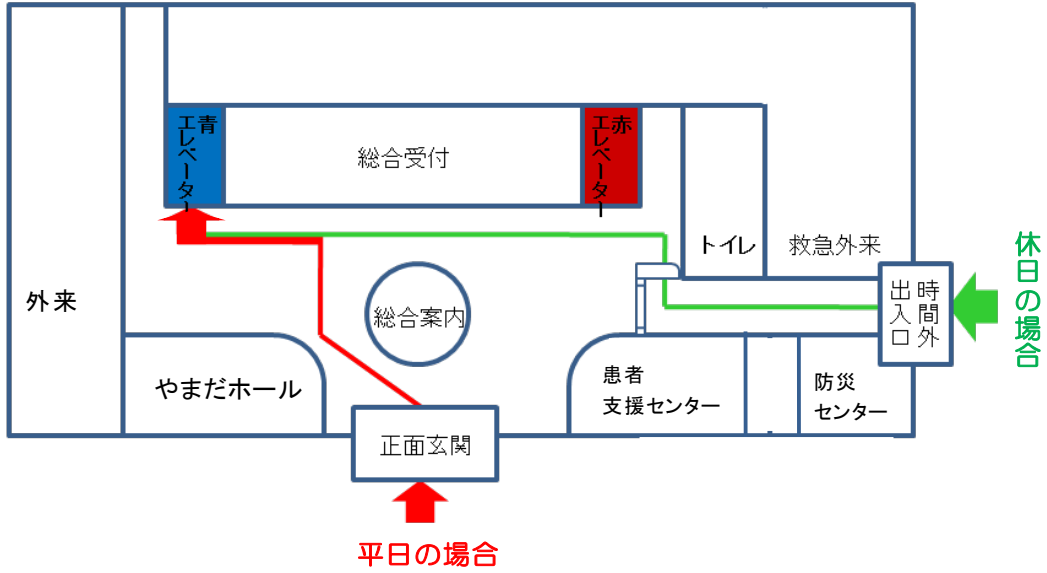 青
エレベーター
総合受付
赤
エレベーター
トイレ
救急外来
時間外
出入口
休日の場合
外来
総合案内
やまだホール
患者
支援センター
防災
センター
正面玄関
平日の場合